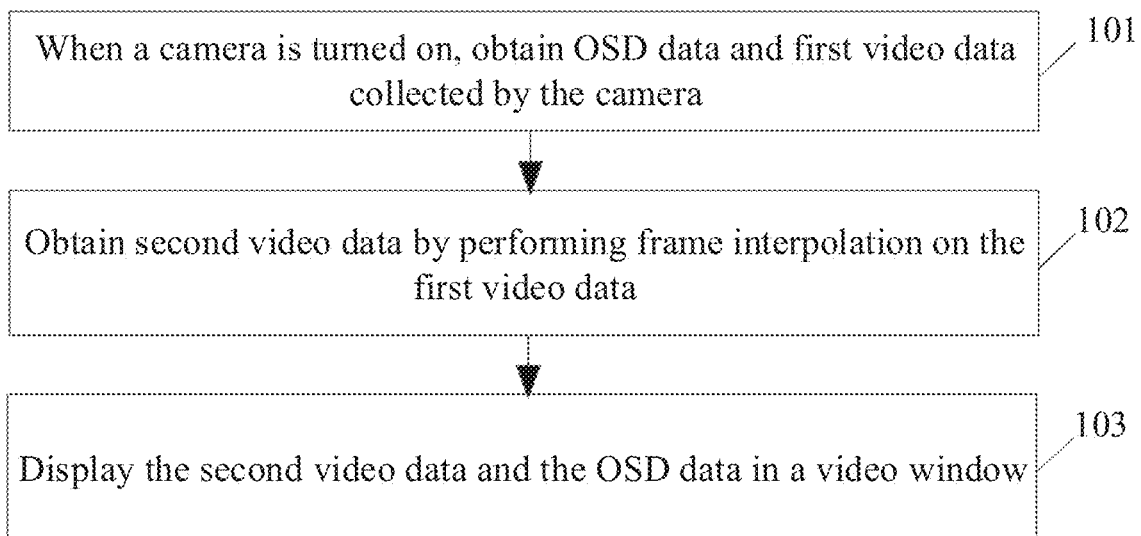 When a camera is turned on, obtain OSD data and first video data
collected by the camera
101
Obtain second video data by performing frame interpolation on the
first video data
102
Display the second video data and the OSD data in a video window
103